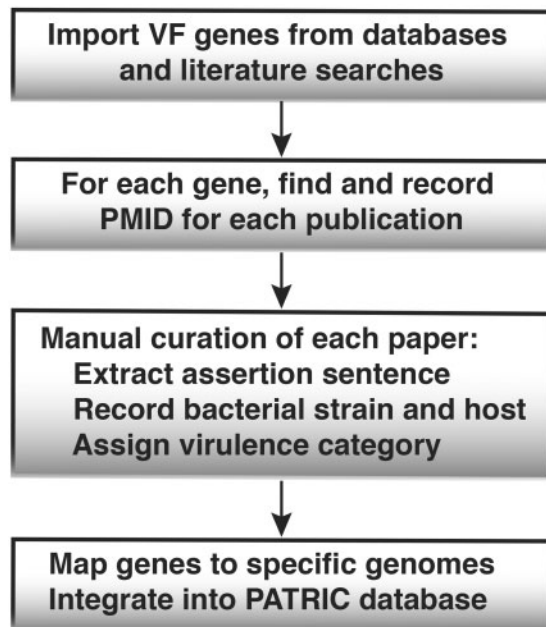 Import VF genes from databases
and literature searches
For each gene, find and record
PMID for each publication
Manual curation of each paper:
Extract assertion sentence
Record bacterial strain and host
Assign virulence category
Map genes to specific genomes
Integrate into PATRIC database